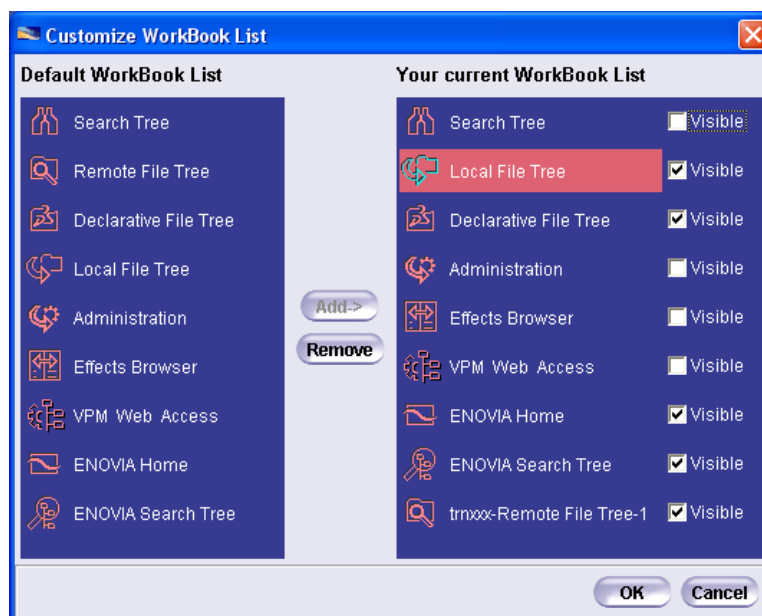 Customize WorkBook List
Default WorkBook List
Your current WorkBook List
Search Tree
Remote File Tree
Declarative File Tree
Local File Tree
Administration
Effects Browser
VPM Web Access
ENOVIA Home
ENOVIA Search Tree
Add->
Remove
Search Tree Visible
Local File Tree Visible
Declarative File Tree Visible
Administration Visible
Effects Browser Visible
VPM Web Access Visible
ENOVIA Home Visible
ENOVIA Search Tree Visible
trnxxx-Remote File Tree-1 Visible
OK Cancel